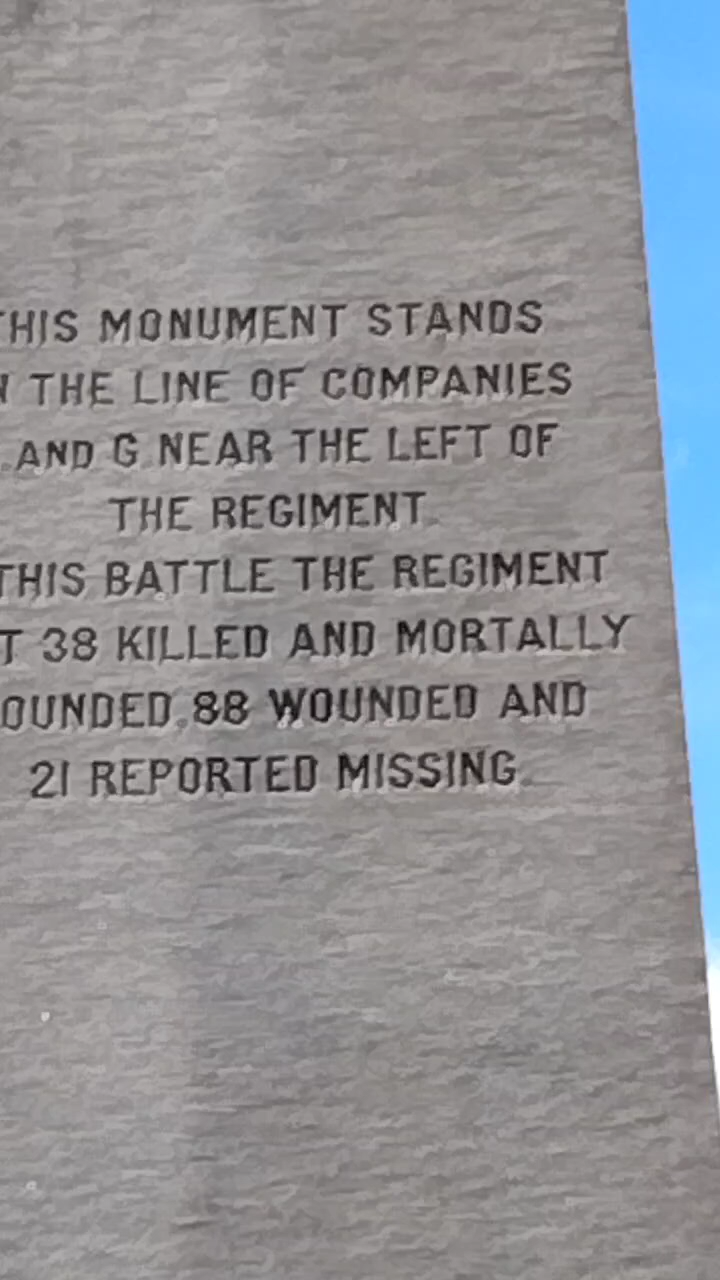 THIS MONUMENT STANDS
THE LINE OF COMPANIES
AND G NEAR THE LEFT OF
THE REGIMENT.
THIS BATTLE THE REGIMENT
38 KILLED AND MORTALLY
WOUNDED, 88 WOUNDED AND
21 REPORTED MISSING.